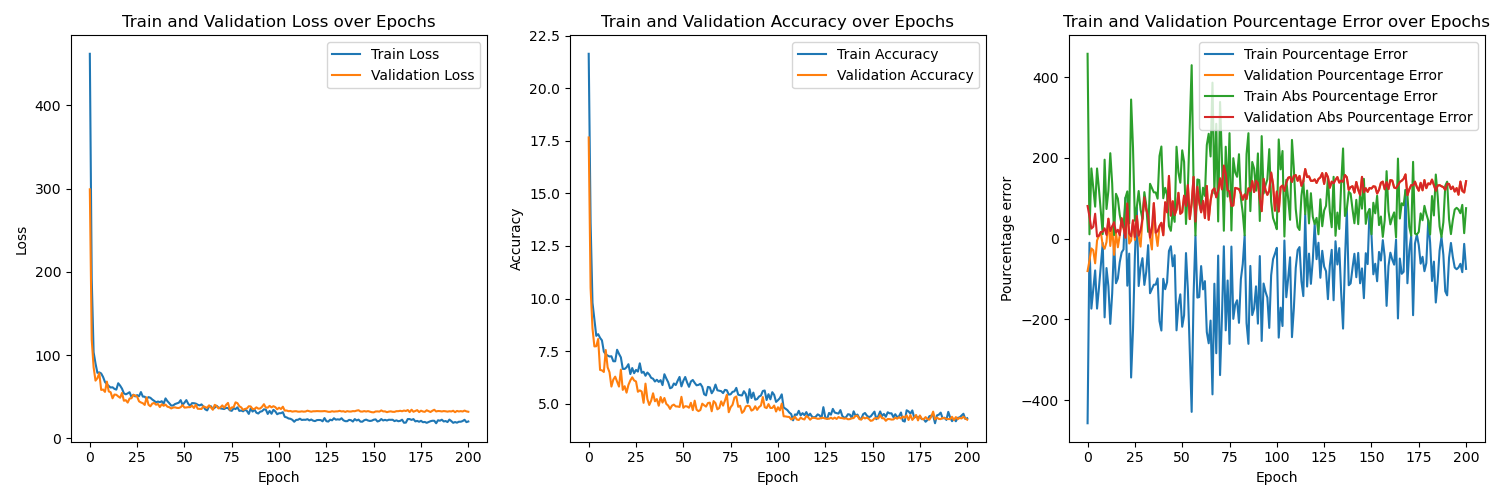 Train and Validation Loss over Epochs
Train Loss
Validation Loss
400
300
200
100
0
Loss
0 25 50 75 100 125 150 175 200
Epoch
Train and Validation Accuracy over Epochs
Train Accuracy
Validation Accuracy
22.5
20.0
17.5
15.0
12.5
10.0
7.5
5.0
Accuracy
0 25 50 75 100 125 150 175 200
Epoch
Train and Validation Pourcentage Error over Epochs
Train Pourcentage Error
Validation Pourcentage Error
Train Abs Pourcentage Error
Validation Abs Pourcentage Error
400
200
0
−200
−400
Pourcentage error
0 25 50 75 100 125 150 175 200
Epoch